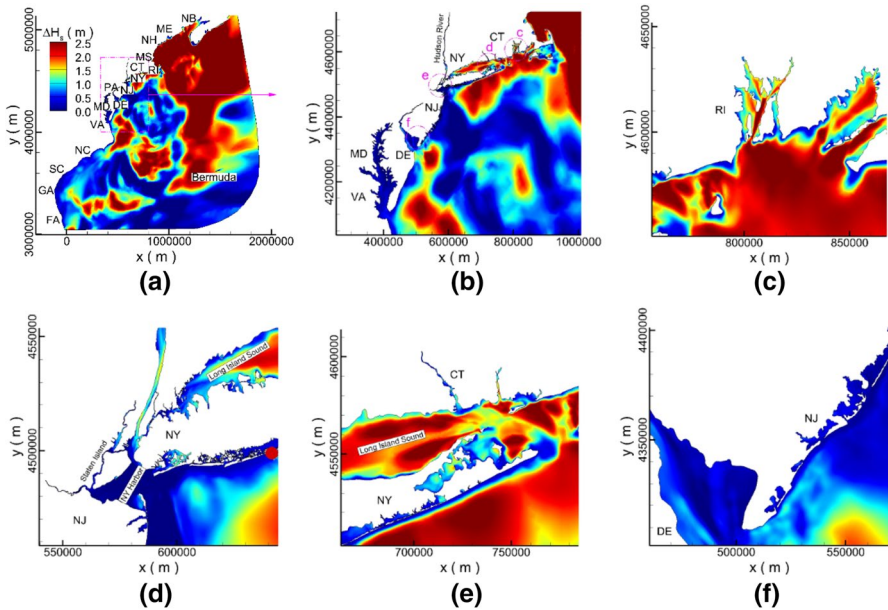 ΔHs (m)
2.5
2.0
1.5
1.0
0.5
0.0
NB
ME
NH
MS
RI
CT
NY
PA
NJ
MD
DE
VA
NC
SC
GA
FA
Bermuda
5000000
4000000
3000000
y ( m )
0
1000000
2000000
x ( m )
(a)
Hudson River
CT
c
d
NY
e
NJ
f
MD
DE
VA
4800000
4600000
4400000
4200000
y ( m )
400000
600000
800000
1000000
x ( m )
(b)
RI
4650000
4600000
y ( m )
800000
850000
x ( m )
(c)
Long Island Sound
NY
Staten Island
NY Harbor
NJ
4550000
4500000
y ( m )
550000
600000
x ( m )
(d)
CT
Long Island Sound
NY
4600000
4550000
y ( m )
700000
750000
x ( m )
(e)
NJ
DE
4400000
4350000
y ( m )
500000
550000
x ( m )
(f)